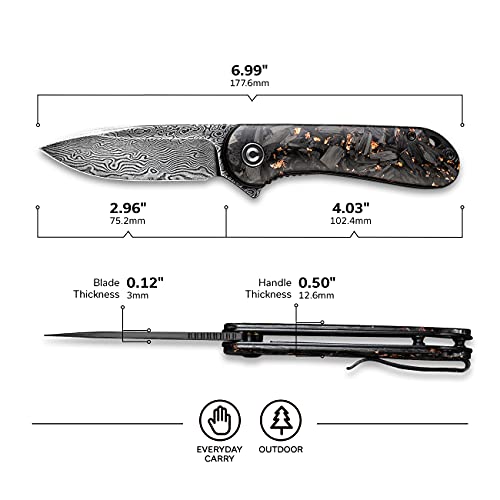 6.99"
177.6mm
2.96"
75.2mm
4.03"
102.4mm
Blade
Thickness
0.12"
3mm
Handle
Thickness
0.50"
12.6mm
EVERYDAY
CARRY
OUTDOOR